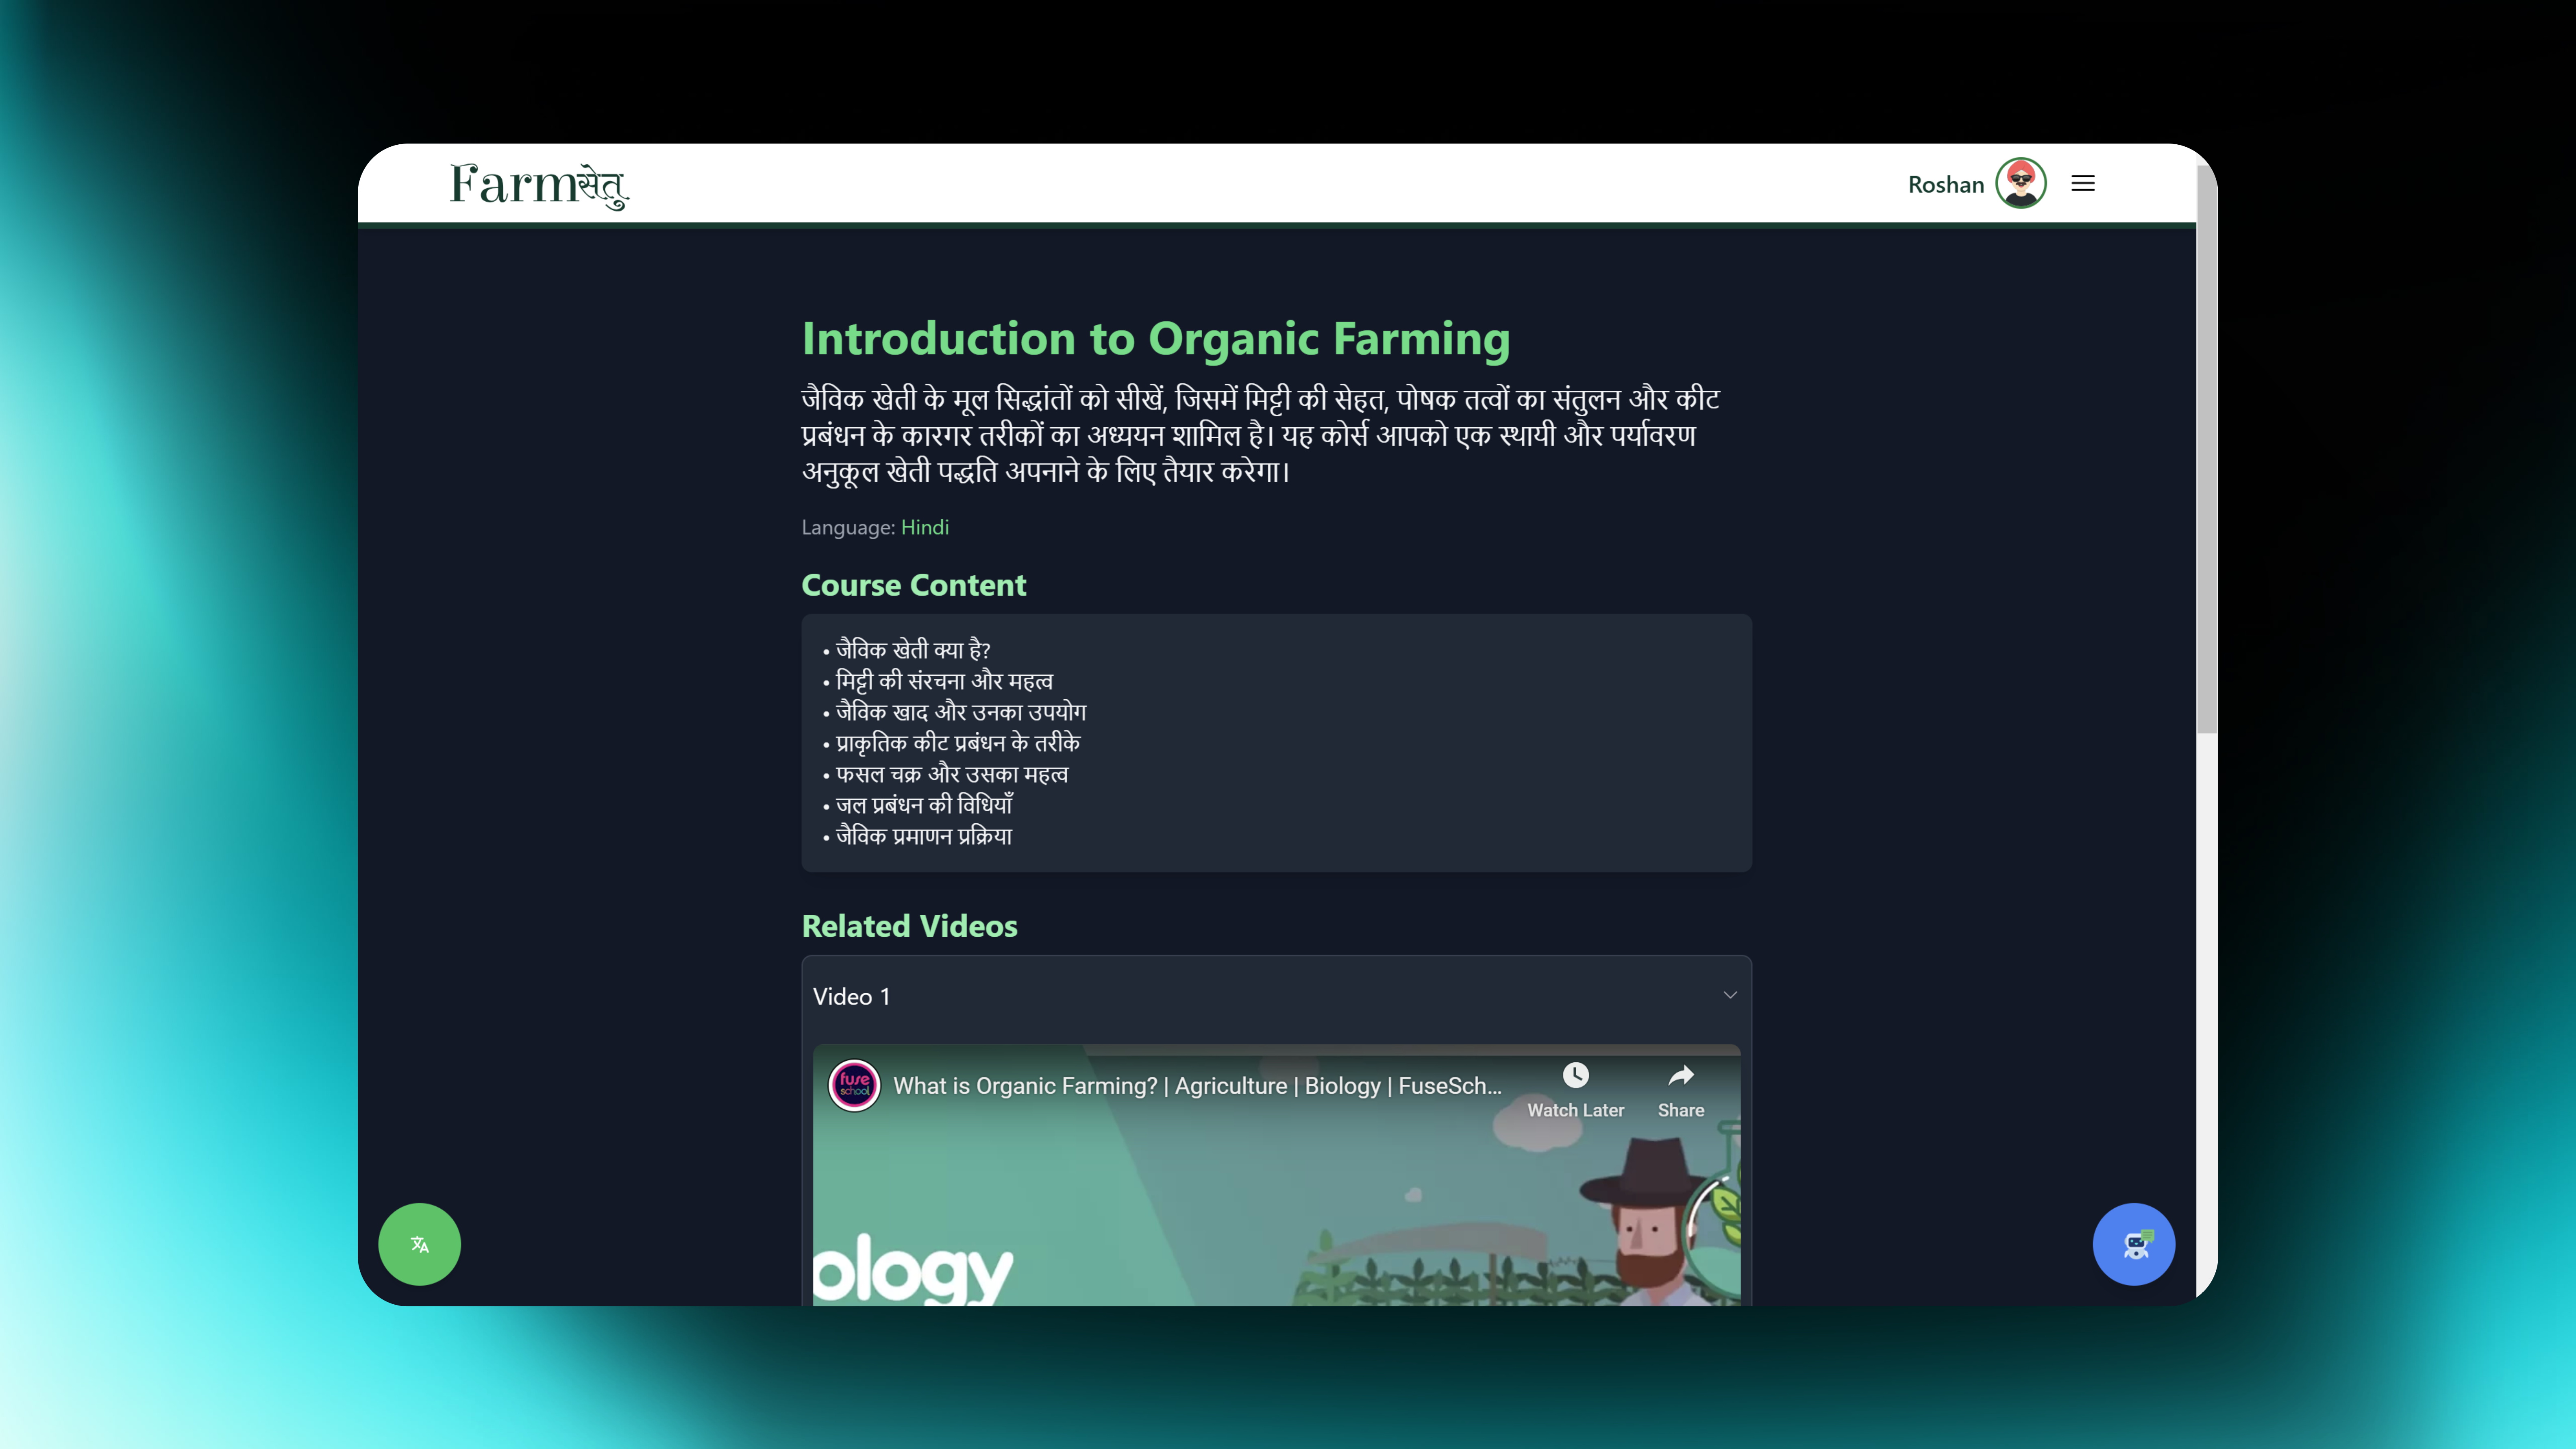 Farmसेतु
Roshan
Introduction to Organic Farming
जैविक खेती के मूल सिद्धांतों को सीखें, जिसमें मिट्टी की सेहत, पोषक तत्वों का संतुलन और कीट
प्रबंधन के कारगर तरीकों का अध्ययन शामिल है। यह कोर्स आपको एक स्थायी और पर्यावरण
अनुकूल खेती पद्धति अपनाने के लिए तैयार करेगा।
Language: Hindi
Course Content
• जैविक खेती क्या है?
• मिट्टी की संरचना और महत्व
• जैविक खाद और उनका उपयोग
• प्राकृतिक कीट प्रबंधन के तरीके
• फसल चक्र और उसका महत्व
• जल प्रबंधन की विधियाँ
• जैविक प्रमाणन प्रक्रिया
Related Videos
Video 1
fuse school
What is Organic Farming? | Agriculture | Biology | FuseSch...
Watch Later
Share
ology